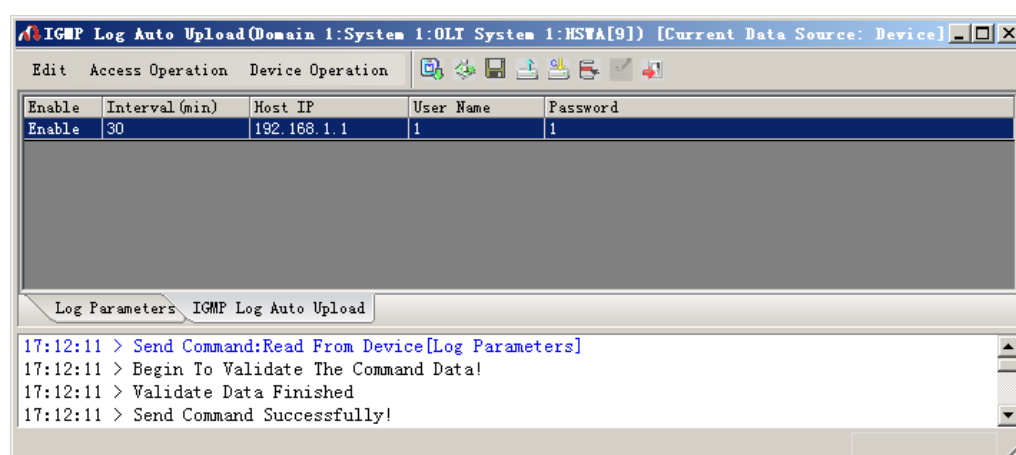 IGMP Log Auto Upload(Domain 1:System 1:OLT System 1:HSWA[9]) [Current Data Source: Device]
Edit Access Operation Device Operation
Enable Interval(min) Host IP User Name Password
Enable 30 192.168.1.1 1 1
Log Parameters IGMP Log Auto Upload
17:12:11 > Send Command:Read From Device[Log Parameters]
17:12:11 > Begin To Validate The Command Data!
17:12:11 > Validate Data Finished
17:12:11 > Send Command Successfully!